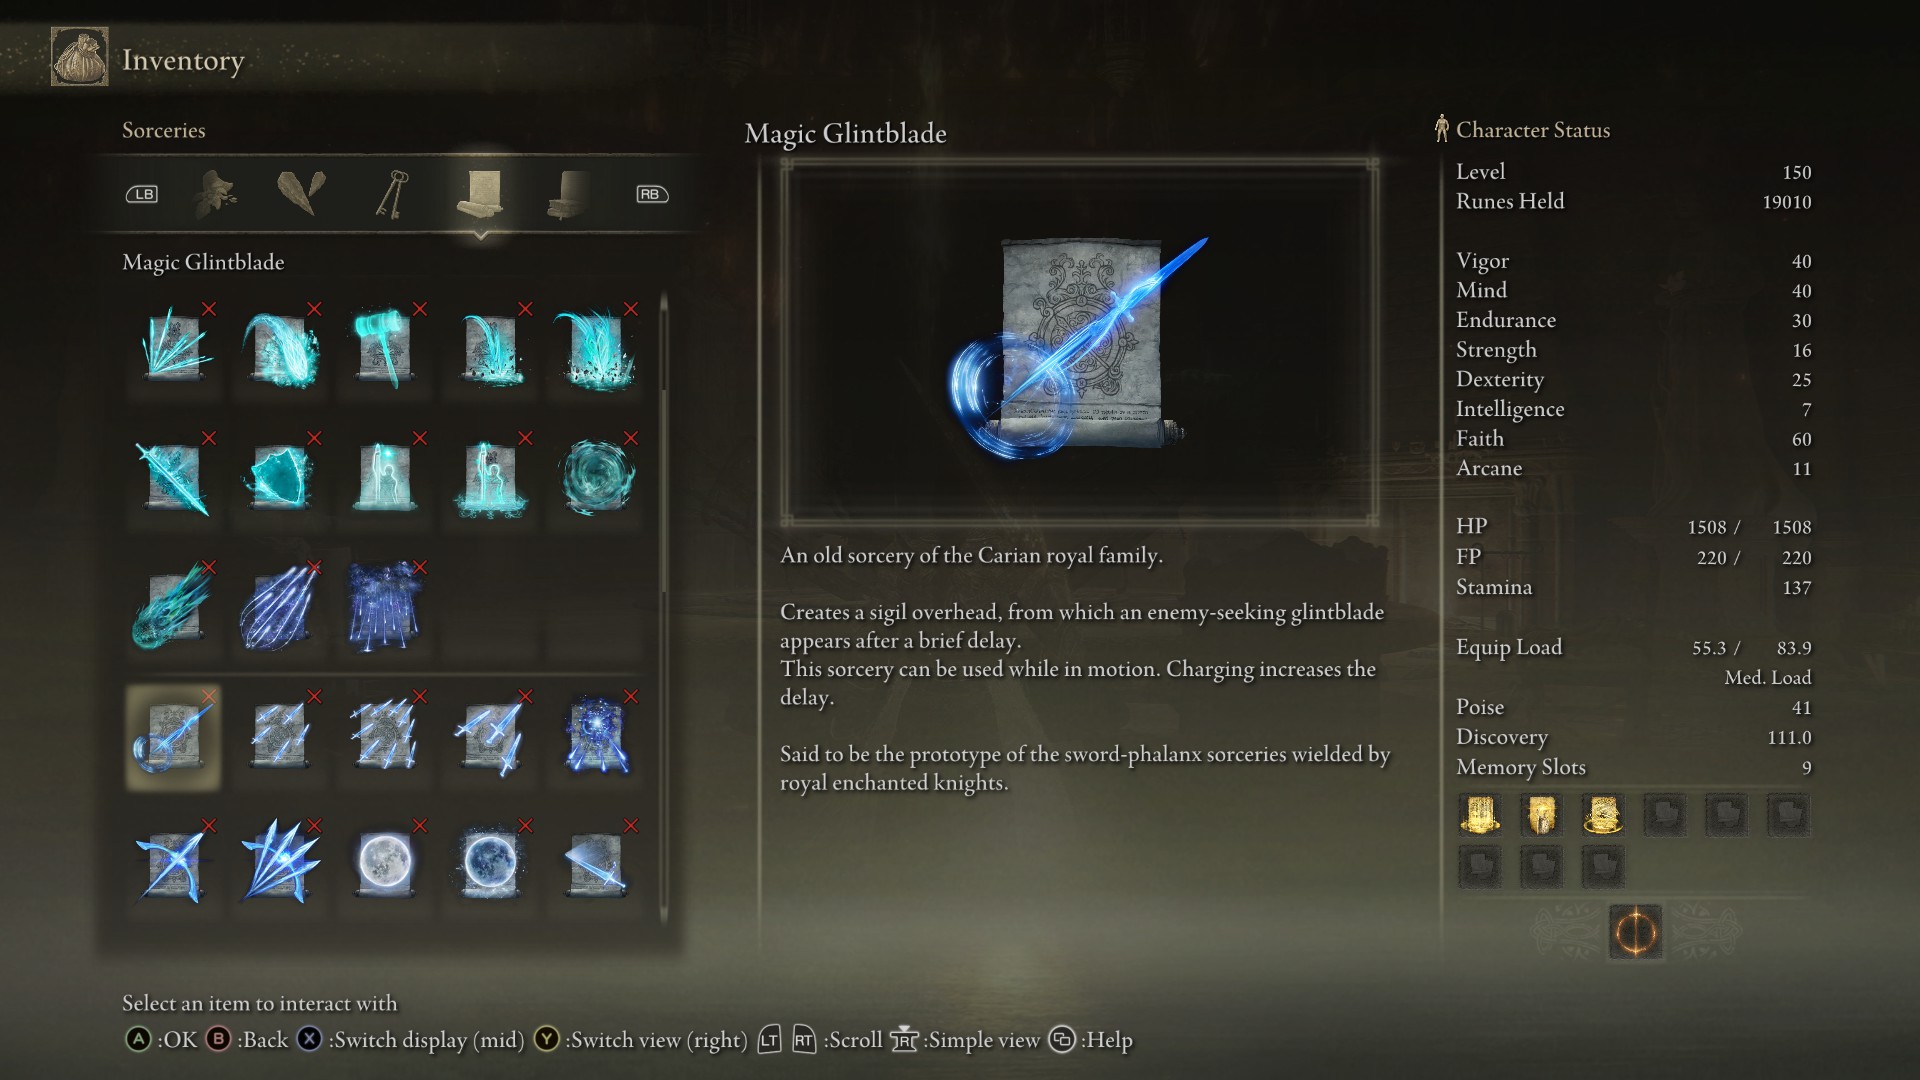 Inventory
Sorceries
LB
RB
Magic Glintblade
Magic Glintblade
An old sorcery of the Carian royal family.
Creates a sigil overhead, from which an enemy-seeking glintblade
appears after a brief delay.
This sorcery can be used while in motion. Charging increases the
delay.
Said to be the prototype of the sword-phalanx sorceries wielded by
royal enchanted knights.
Character Status
Level 150
Runes Held 19010
Vigor 40
Mind 40
Endurance 30
Strength 16
Dexterity 25
Intelligence 7
Faith 60
Arcane 11
HP 1508 / 1508
FP 220 / 220
Stamina 137
Equip Load 55.3 / 83.9
Med. Load
Poise 41
Discovery 111.0
Memory Slots 9
Select an item to interact with
A :OK B :Back X :Switch display (mid) Y :Switch view (right) LT RT :Scroll R :Simple view :Help